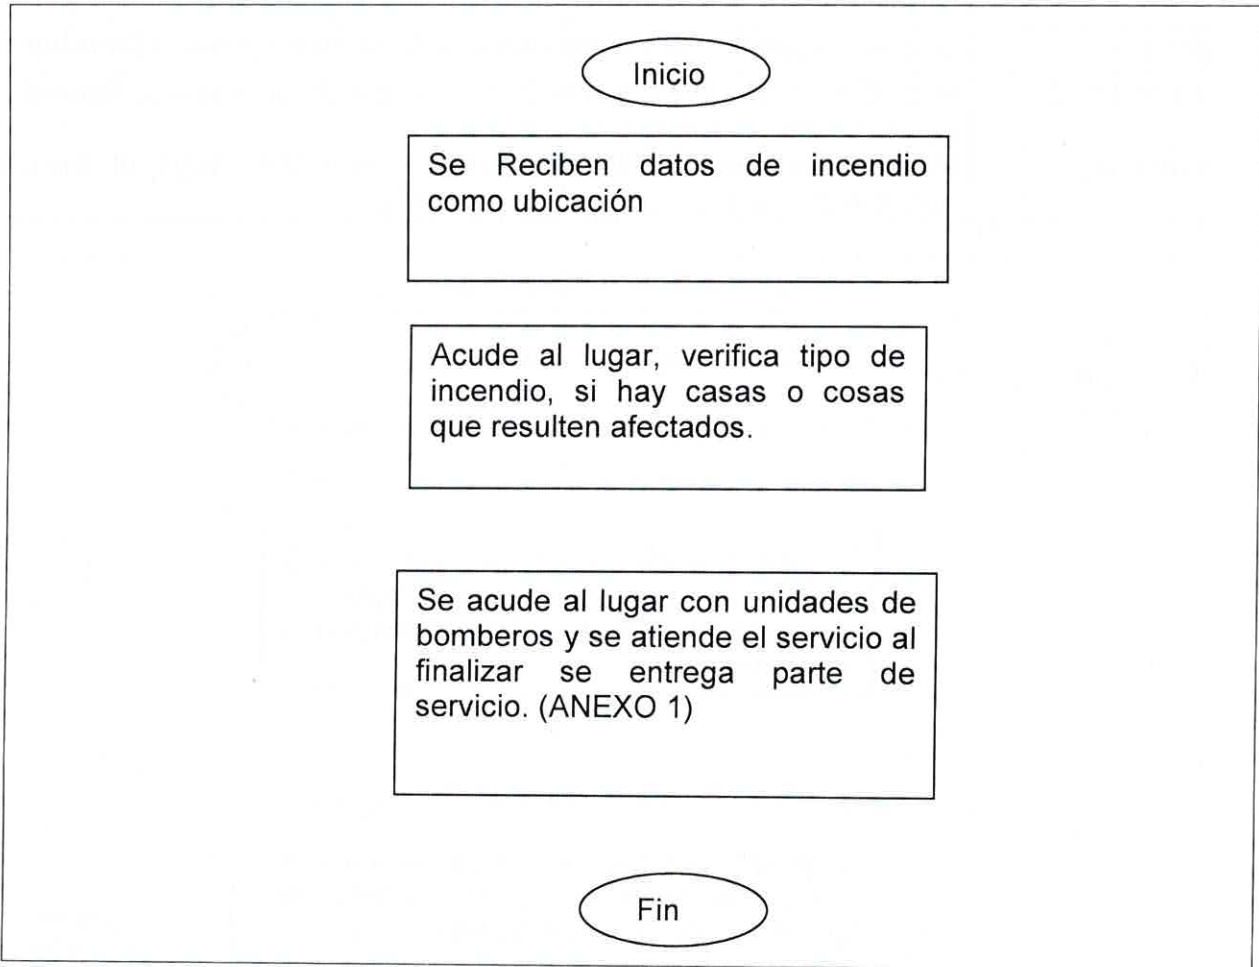 Inicio
Se Reciben datos de incendio
como ubicación
Acude al lugar, verifica tipo de
incendio, si hay casas o cosas
que resulten afectados.
Se acude al lugar con unidades de
bomberos y se atiende el servicio al
finalizar se entrega parte de
servicio. (ANEXO 1)
Fin